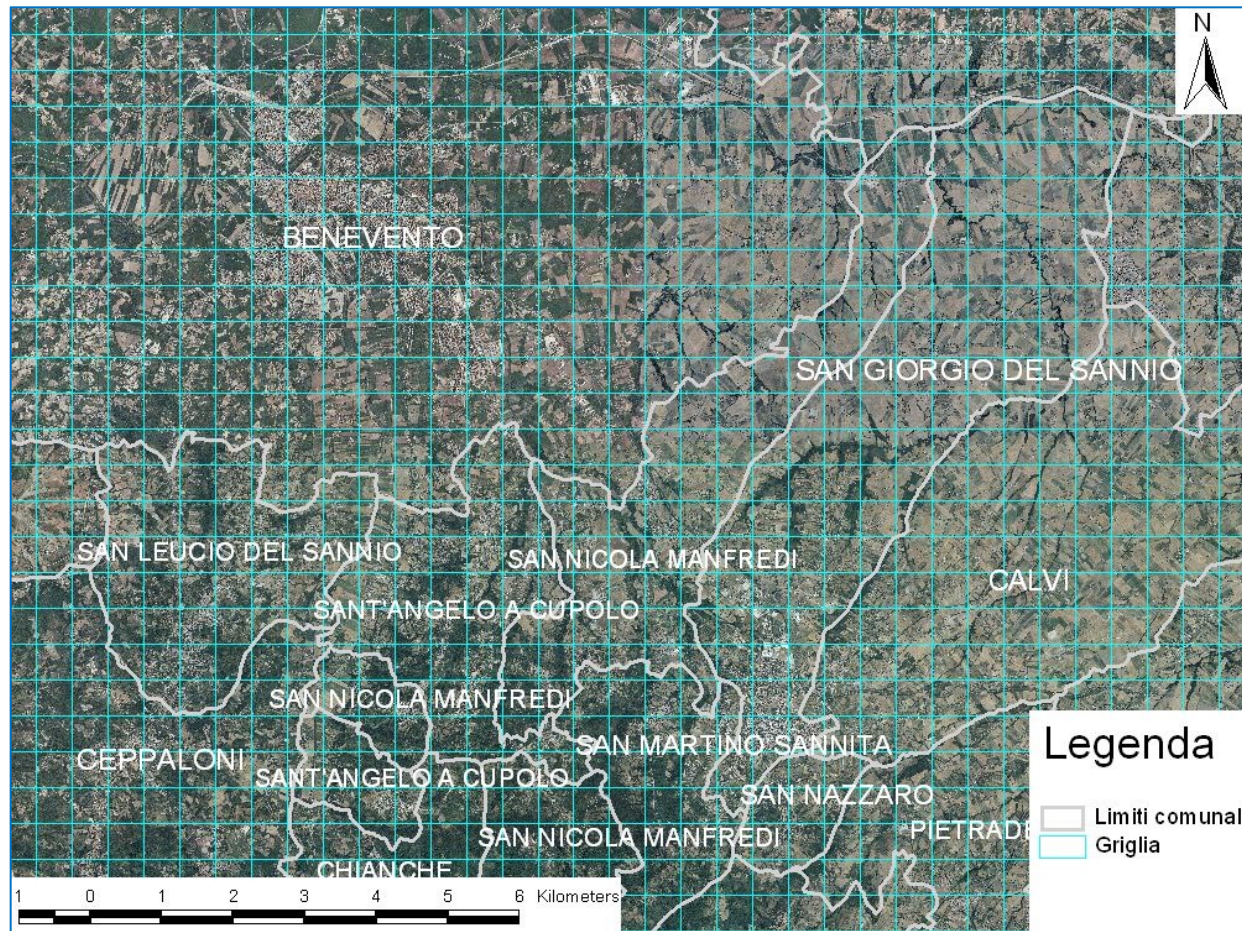 N
BENEVENTO
SAN GIORGIO DEL SANNIO
SAN LEUCIO DEL SANNIO
SAN NICOLA MANFREDI
CALVI
SANT'ANGELO A CUPOLO
SAN NICOLA MANFREDI
SAN MARTINO SANNITA
CEPPALONI
SANT'ANGELO A CUPOLO
SAN NAZZARO
SAN NICOLA MANFREDI
PIETRADE
CHIANCHE
Legenda
Limiti comunal
Griglia
1 0 1 2 3 4 5 6 Kilometers